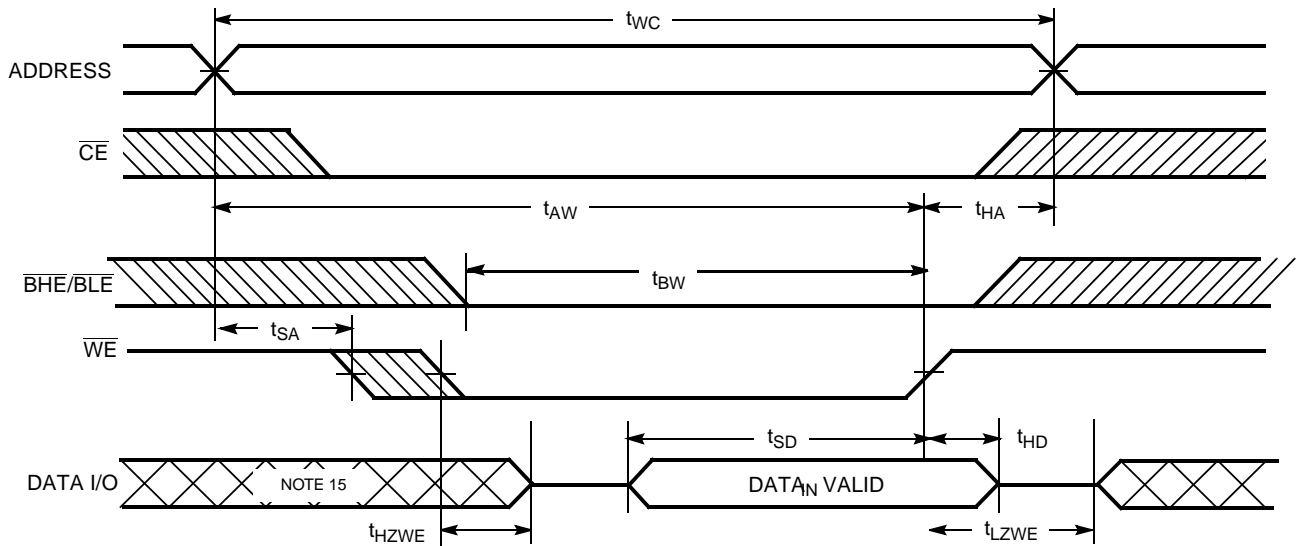 tWC
ADDRESS
CE
tAW
tHA
BHE/BLE
tBW
tSA
WE
tSD
tHD
DATA I/O
NOTE 15
DATAIN VALID
tHZWE
tLZWE